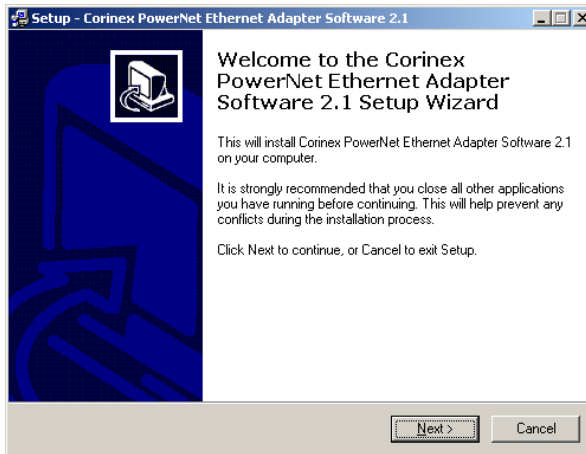 Setup - Corinex PowerNet Ethernet Adapter Software 2.1
Welcome to the Corinex
PowerNet Ethernet Adapter
Software 2.1 Setup Wizard
This will install Corinex PowerNet Ethernet Adapter Software 2.1
on your computer.
It is strongly recommended that you close all other applications
you have running before continuing. This will help prevent any
conflicts during the installation process.
Click Next to continue, or Cancel to exit Setup.
Next >
Cancel